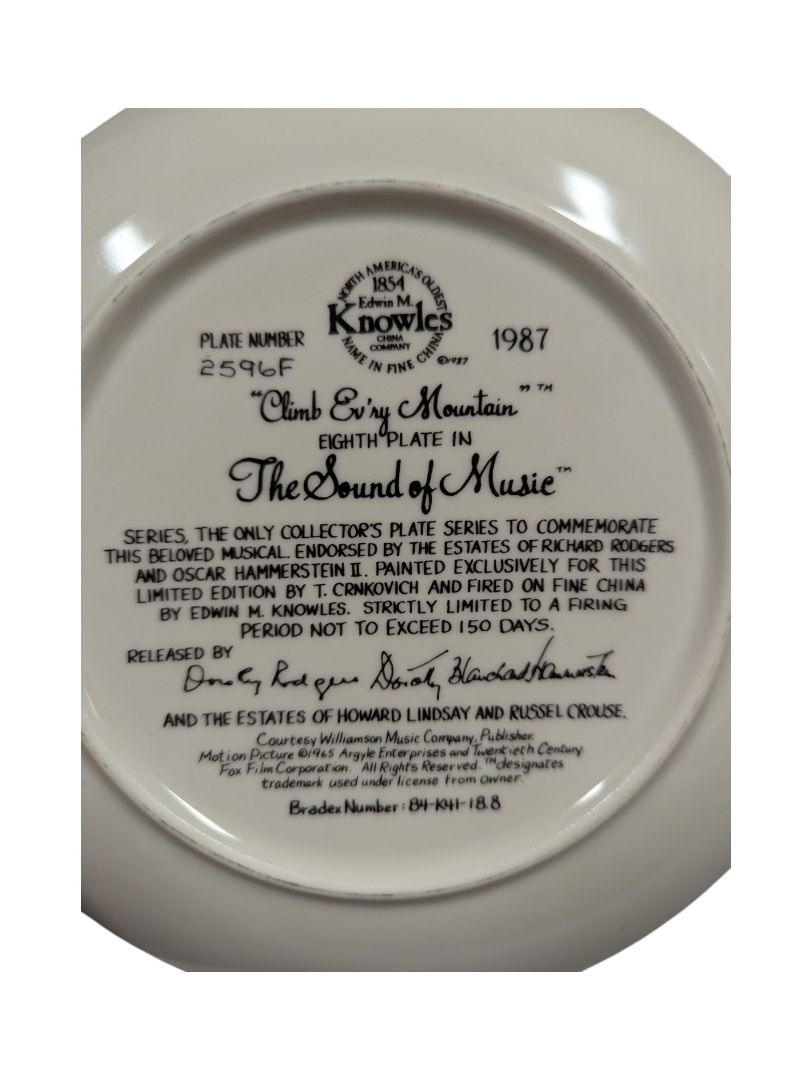 NORTH AMERICA'S OLDEST
1854
Edwin M.
Knowles
CHINA
COMPANY
NAME IN FINE CHINA
©1987
PLATE NUMBER
2596F
1987
"Climb Ev'ry Mountain"™
EIGHTH PLATE IN
The Sound of Music™
SERIES, THE ONLY COLLECTOR'S PLATE SERIES TO COMMEMORATE
THIS BELOVED MUSICAL. ENDORSED BY THE ESTATES OF RICHARD RODGERS
AND OSCAR HAMMERSTEIN II. PAINTED EXCLUSIVELY FOR THIS
LIMITED EDITION BY T. CRNKOVICH AND FIRED ON FINE CHINA
BY EDWIN M. KNOWLES. STRICTLY LIMITED TO A FIRING
PERIOD NOT TO EXCEED 150 DAYS.
RELEASED BY
Dorothy Rodgers Dorothy Blanchard Hammerstein
AND THE ESTATES OF HOWARD LINDSAY AND RUSSEL CROUSE.
Courtesy Williamson Music Company, Publisher.
Motion Picture ©1965 Argyle Enterprises and Twentieth Century
Fox Film Corporation. All Rights Reserved. ™designates
trademark used under license from owner.
Bradex Number: 84-K41-18.8